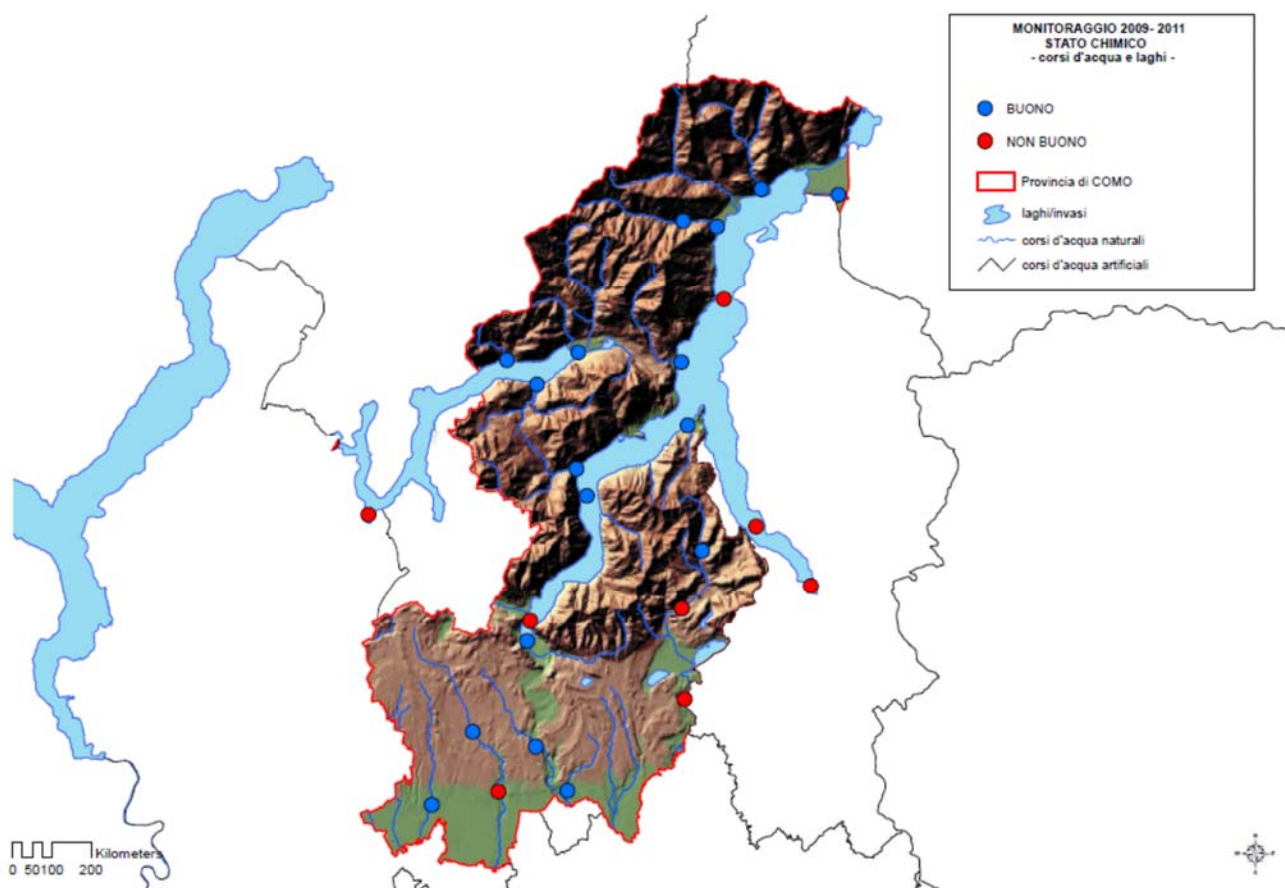 MONITORAGGIO 2009- 2011
STATO CHIMICO
- corsi d'acqua e laghi -
BUONO
NON BUONO
Provincia di COMO
laghi/invasi
corsi d'acqua naturali
corsi d'acqua artificiali
Kilometers
0 50100 200